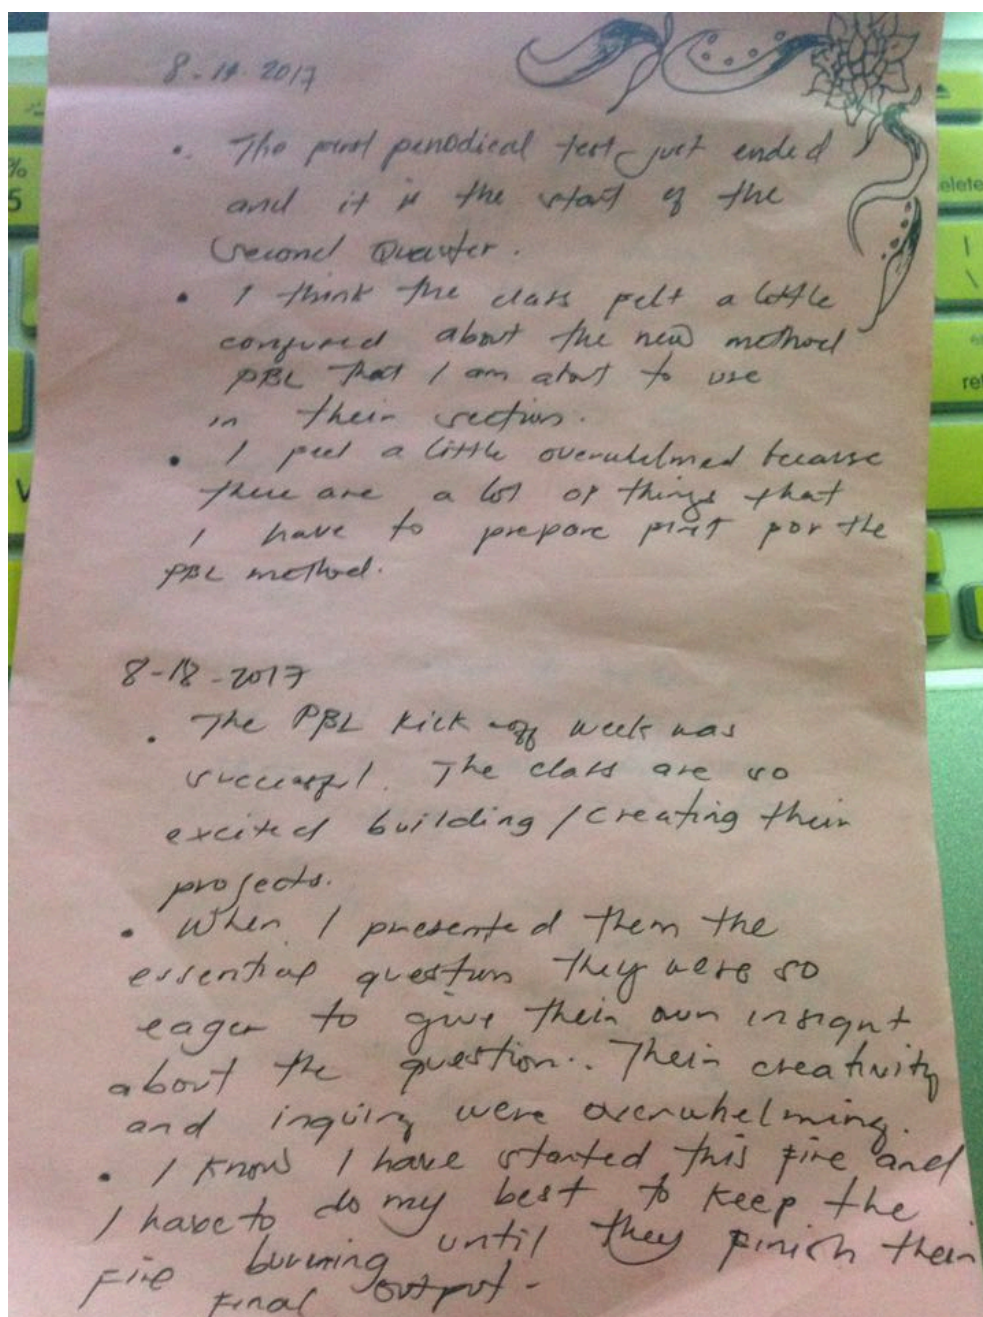 8-14-2017
• The first periodical test just ended
and it is the start of the
second Quarter.
• I think the class felt a little
confused about the new method
PBL that I am about to use
in their section.
• I feel a little overwhelmed because
there are a lot of things that
I have to prepare first for the
PBL method.
8-18-2017
• The PBL kick-off week was
successful. The class are so
excited building/creating their
projects.
• When I presented them the
essential question they were so
eager to give their own insight
about the question. Their creativity
and inquiry were overwhelming.
• I know I have started this fire and
I have to do my best to keep the
fire burning until they finish their
final output-
%
5
delete
\